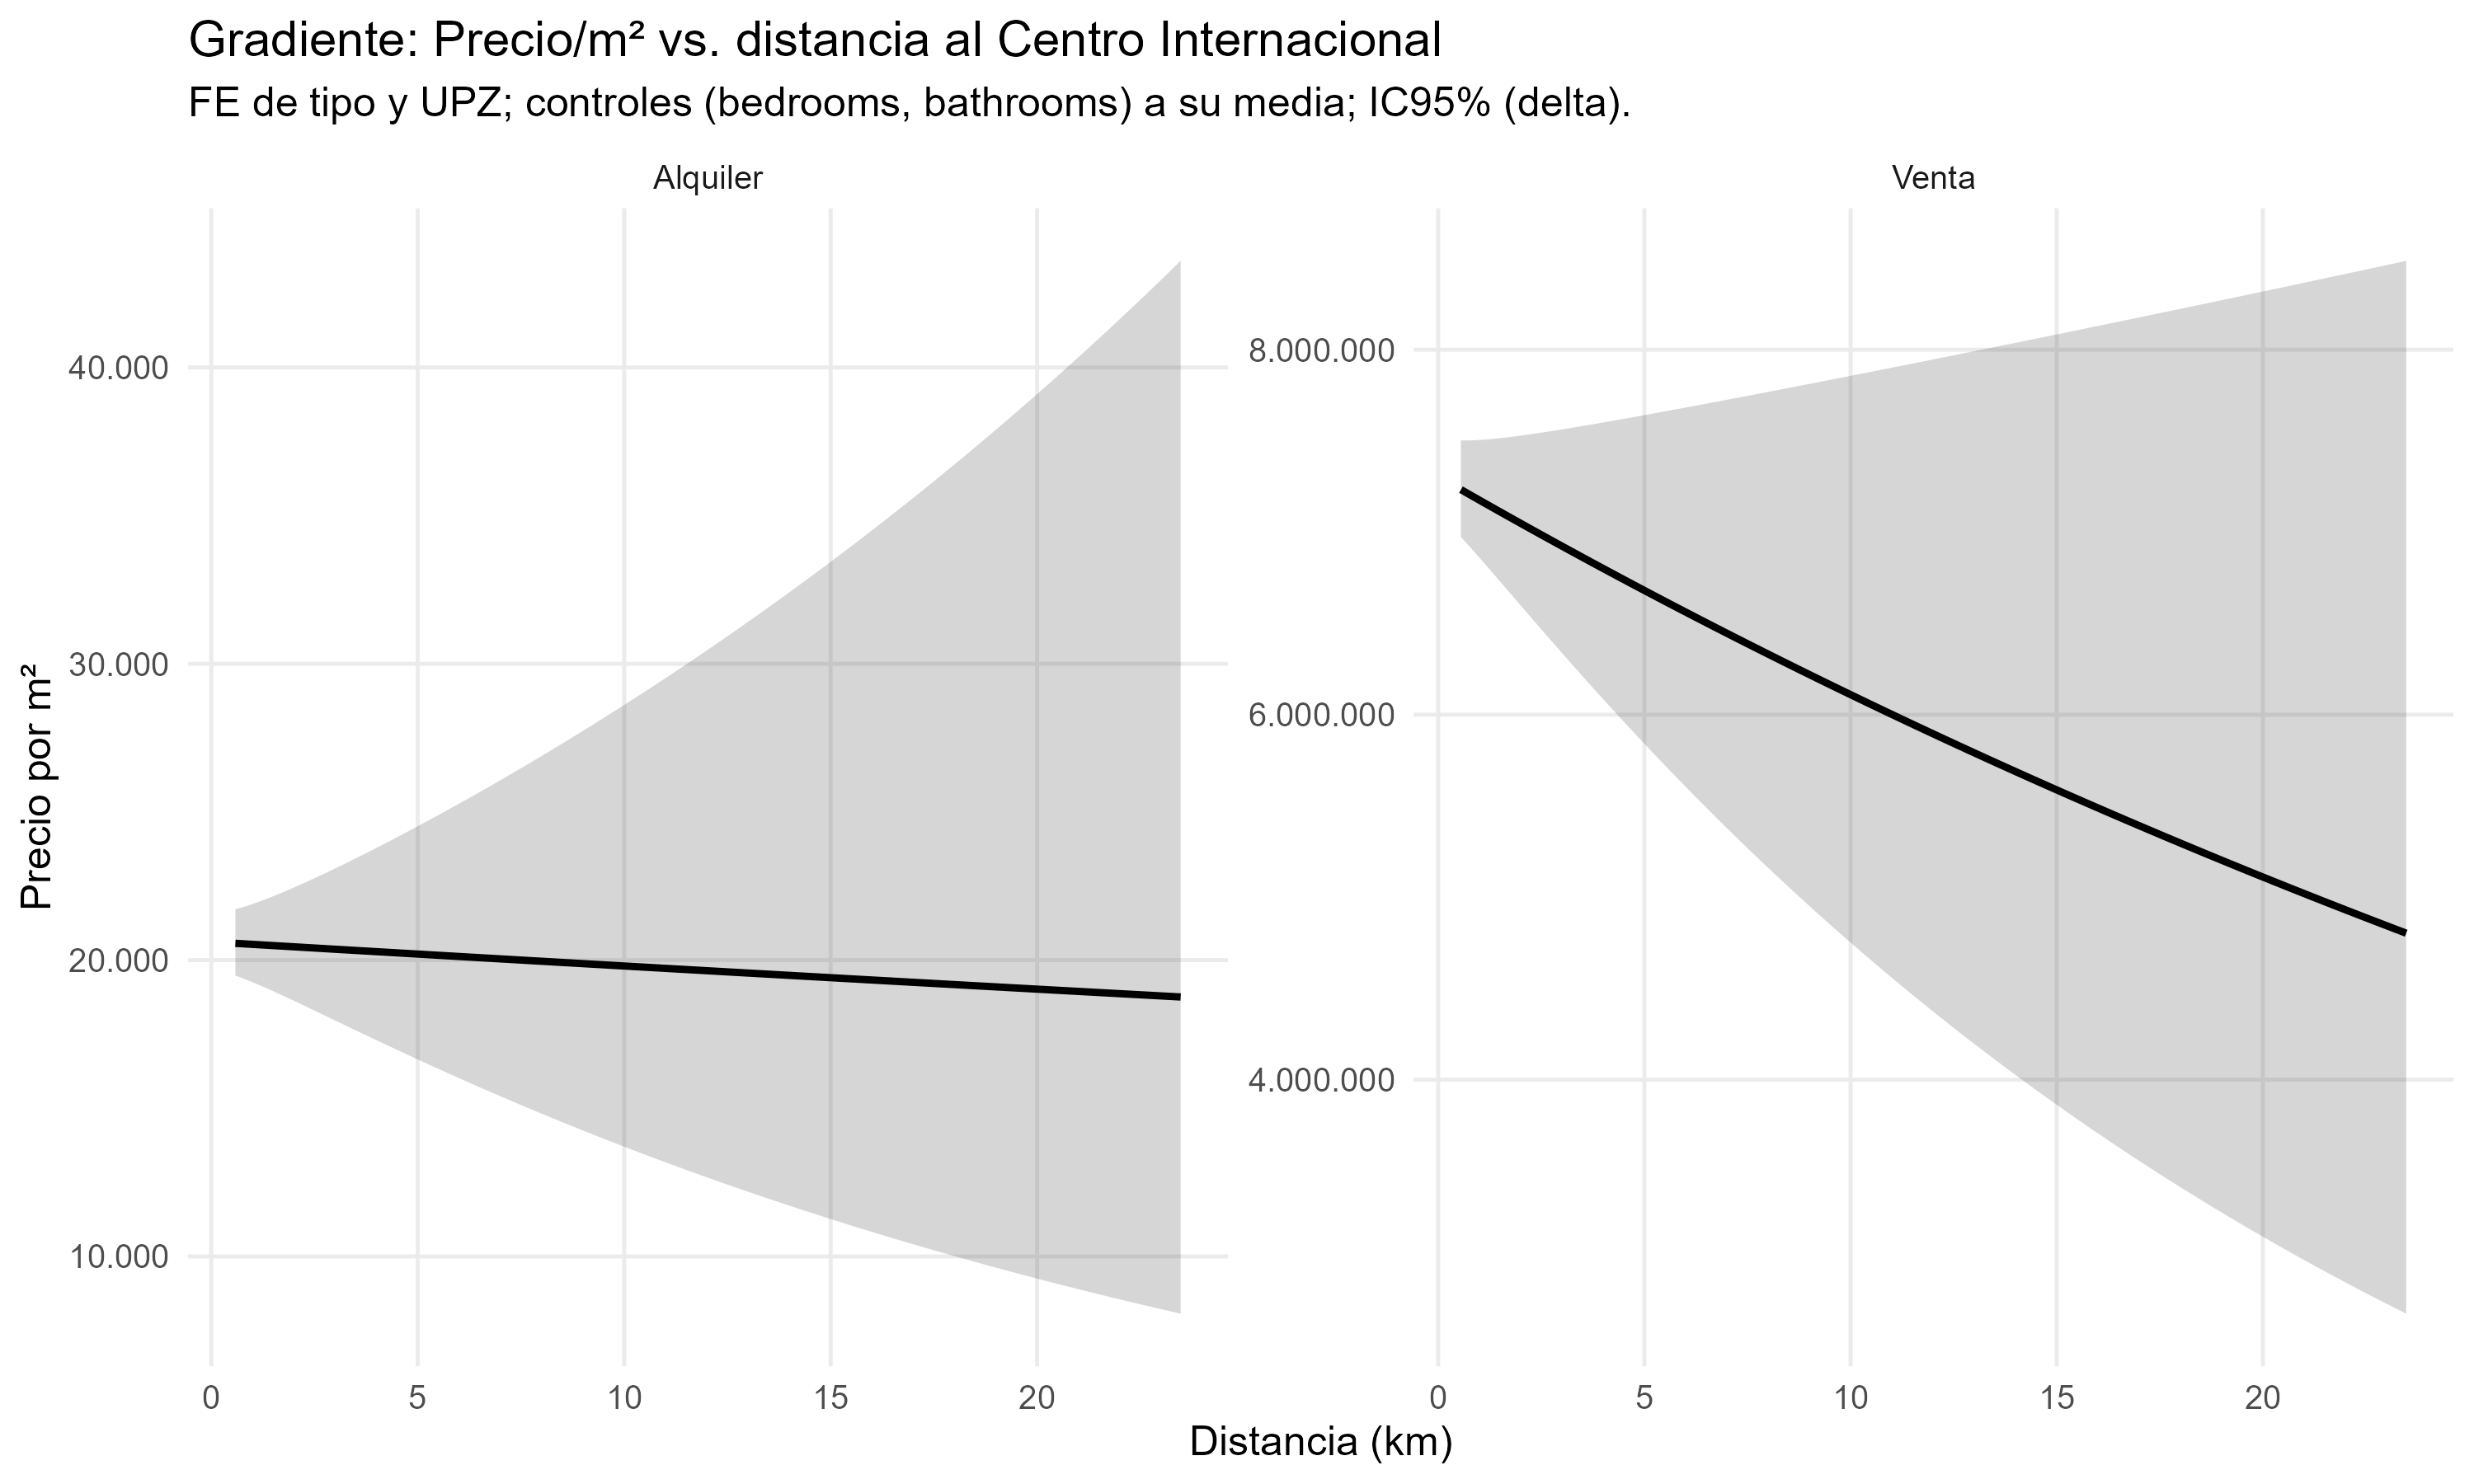 Gradiente: Precio/m² vs. distancia al Centro Internacional
FE de tipo y UPZ; controles (bedrooms, bathrooms) a su media; IC95% (delta).
Alquiler
Venta
Precio por m²
40.000
30.000
20.000
10.000
8.000.000
6.000.000
4.000.000
0 5 10 15 20
0 5 10 15 20
Distancia (km)